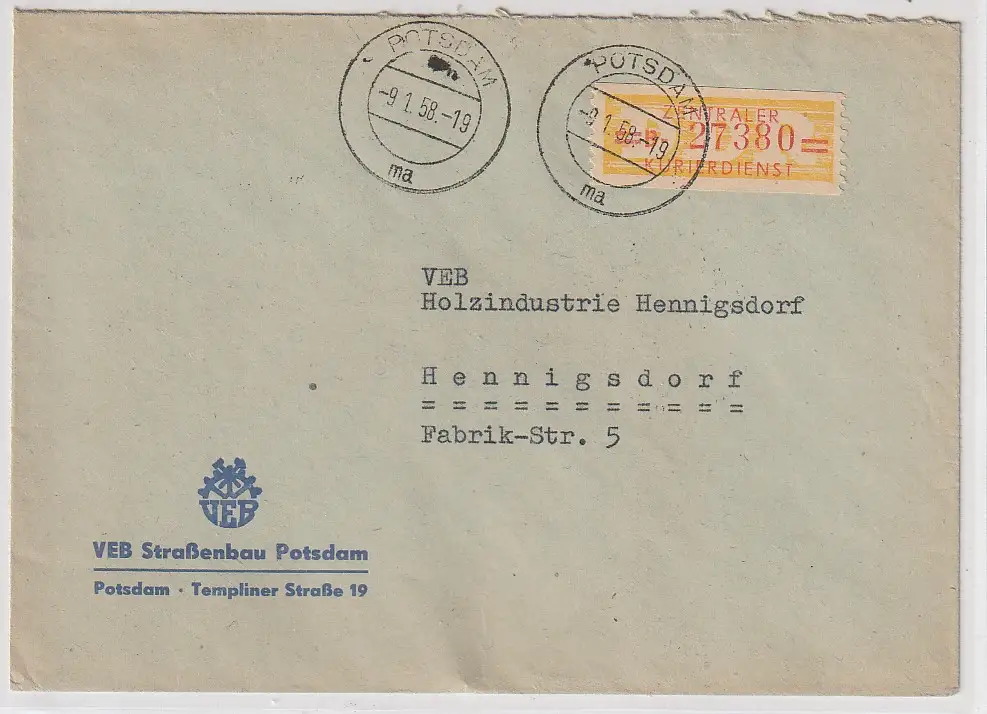 POTSDAM
-9 1.58.-19
ma
POTSDAM
-9 1.58.-19
ma
ZENTRALER
27380
KURIERDIENST
VEB
Holzindustrie Hennigsdorf
H e n n i g s d o r f
= = = = = = = = = = =
Fabrik-Str. 5
VEB
VEB Straßenbau Potsdam
Potsdam · Templiner Straße 19